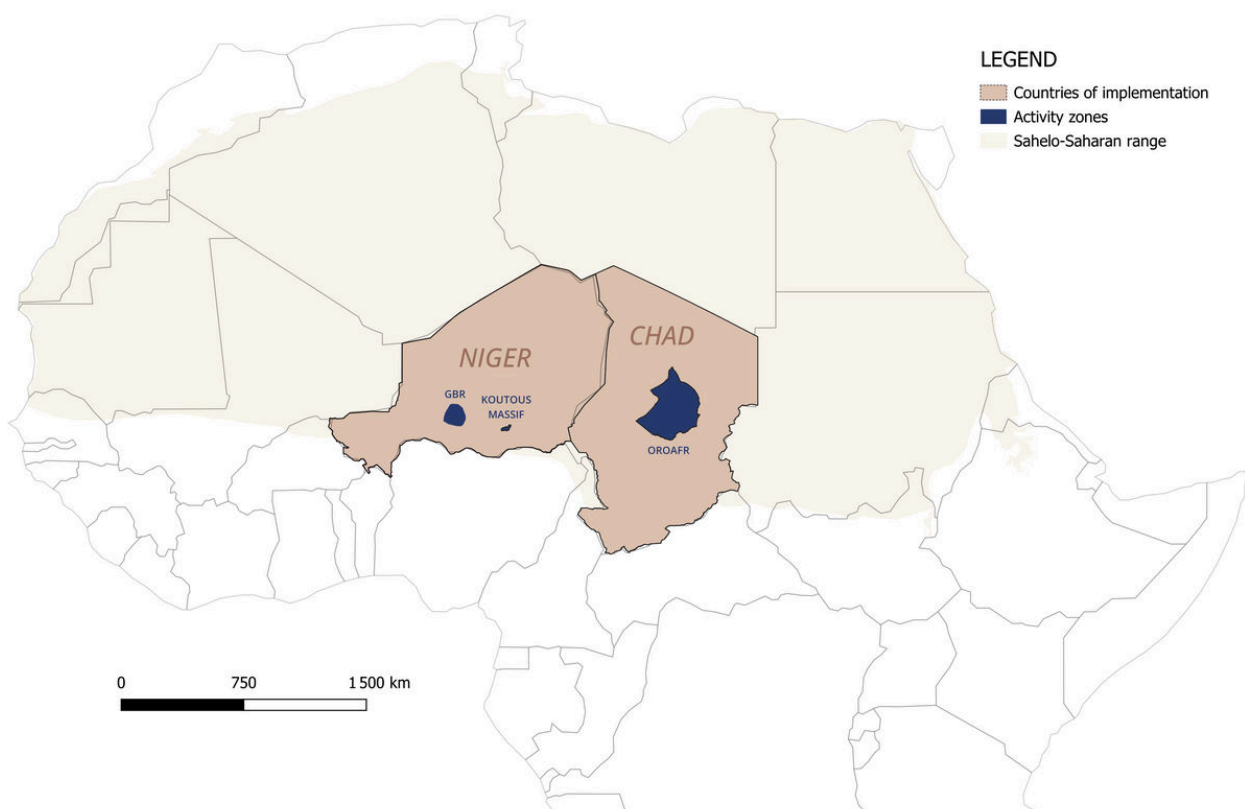 LEGEND
Countries of implementation
Activity zones
Sahelo-Saharan range
NIGER
CHAD
GBR
KOUTOUS
MASSIF
OROAFR
0 750 1 500 km